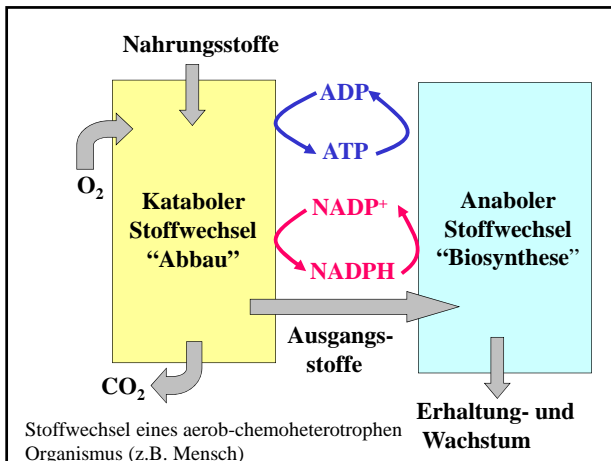 Nahrungsstoffe
ADP
ATP
O₂
Kataboler
Stoffwechsel
“Abbau”
NADP⁺
NADPH
Anaboler
Stoffwechsel
“Biosynthese”
Ausgangs-
stoffe
CO₂
Erhaltung- und
Wachstum
Stoffwechsel eines aerob-chemoheterotrophen
Organismus (z.B. Mensch)